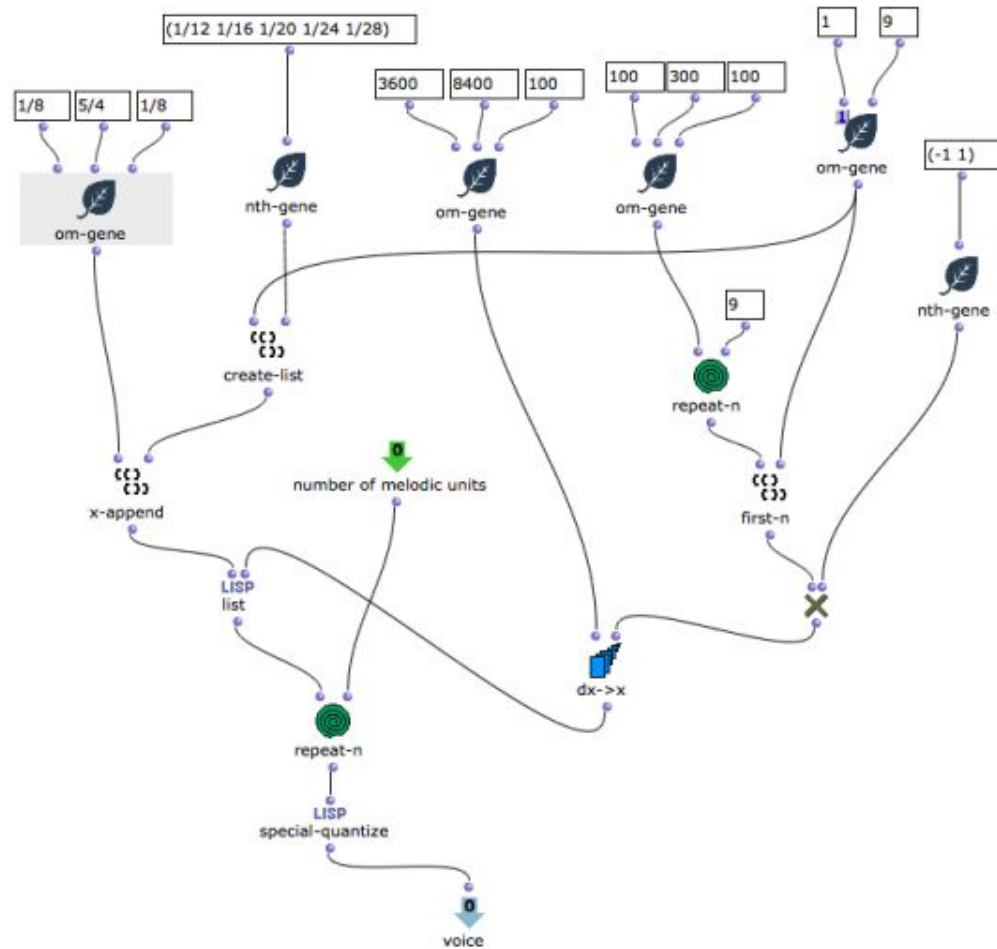 (1/12 1/16 1/20 1/24 1/28)
1
9
3600
8400
100
100
300
100
1/8
5/4
1/8
1
(-1 1)
om-gene
nth-gene
om-gene
om-gene
om-gene
nth-gene
9
create-list
repeat-n
0
number of melodic units
x-append
first-n
LISP
list
dx->x
repeat-n
LISP
special-quantize
0
voice